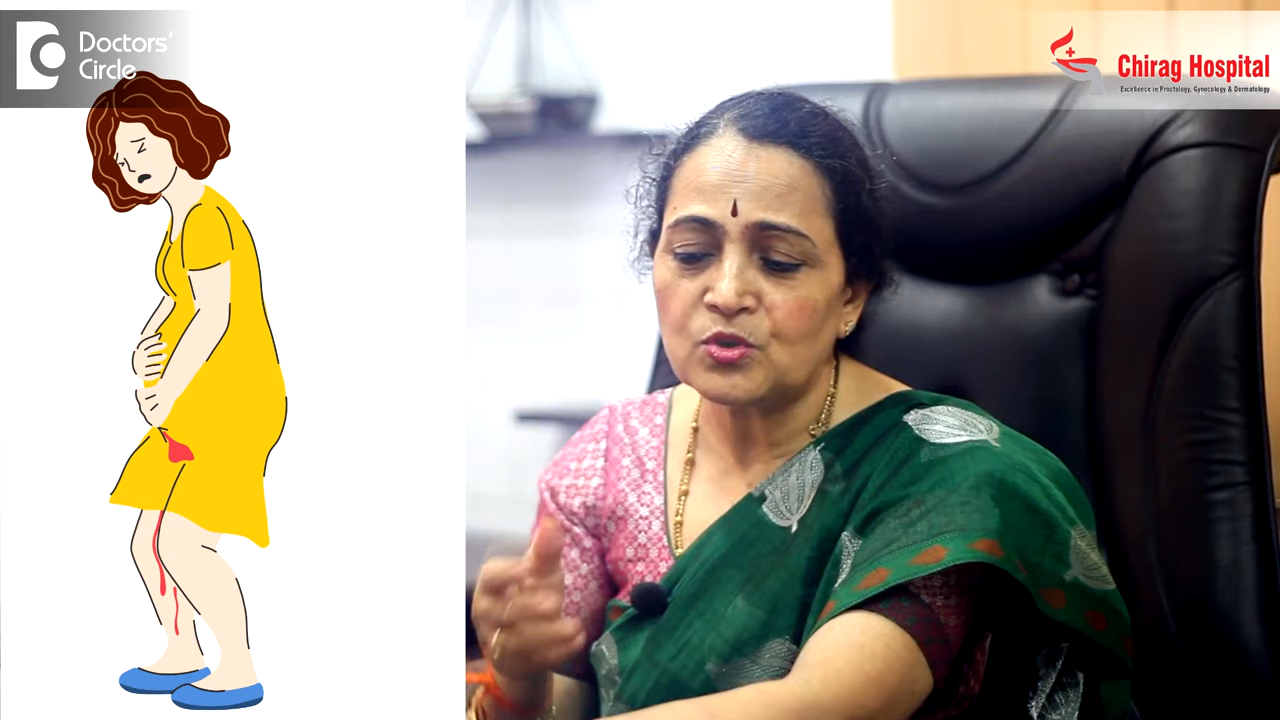 Doctors'
Circle
Chirag Hospital
Excellence in Proctology, Gynecology & Dermatology